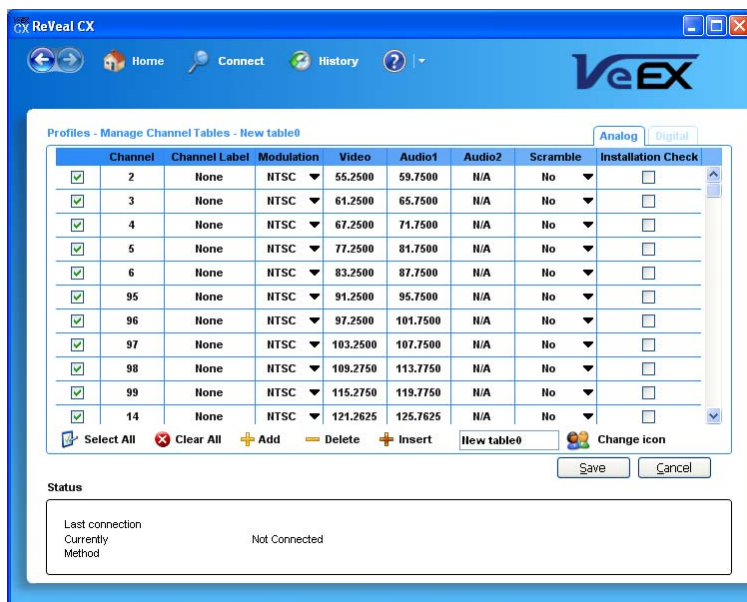 CX ReVeal CX
Home Connect History ?
VeEX
Profiles - Manage Channel Tables - New table0
Analog Digital
Channel Channel Label Modulation Video Audio1 Audio2 Scramble Installation Check
2 None NTSC 55.2500 59.7500 N/A No
3 None NTSC 61.2500 65.7500 N/A No
4 None NTSC 67.2500 71.7500 N/A No
5 None NTSC 77.2500 81.7500 N/A No
6 None NTSC 83.2500 87.7500 N/A No
95 None NTSC 91.2500 95.7500 N/A No
96 None NTSC 97.2500 101.7500 N/A No
97 None NTSC 103.2500 107.7500 N/A No
98 None NTSC 109.2750 113.7750 N/A No
99 None NTSC 115.2750 119.7750 N/A No
14 None NTSC 121.2625 125.7625 N/A No
Select All Clear All Add Delete Insert New table0 Change icon
Save Cancel
Status
Last connection
Currently Not Connected
Method